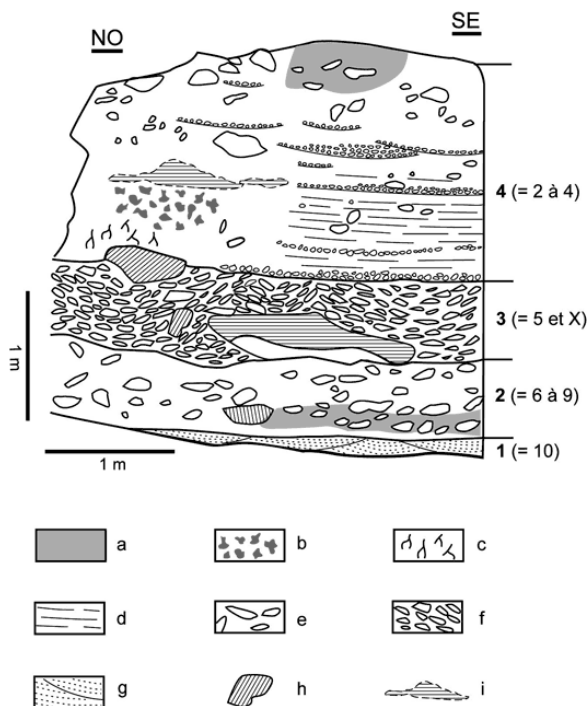 NO
SE
4 (= 2 à 4)
3 (= 5 et X)
2 (= 6 à 9)
1 (= 10)
1 m
1 m
a
b
c
d
e
f
g
h
i